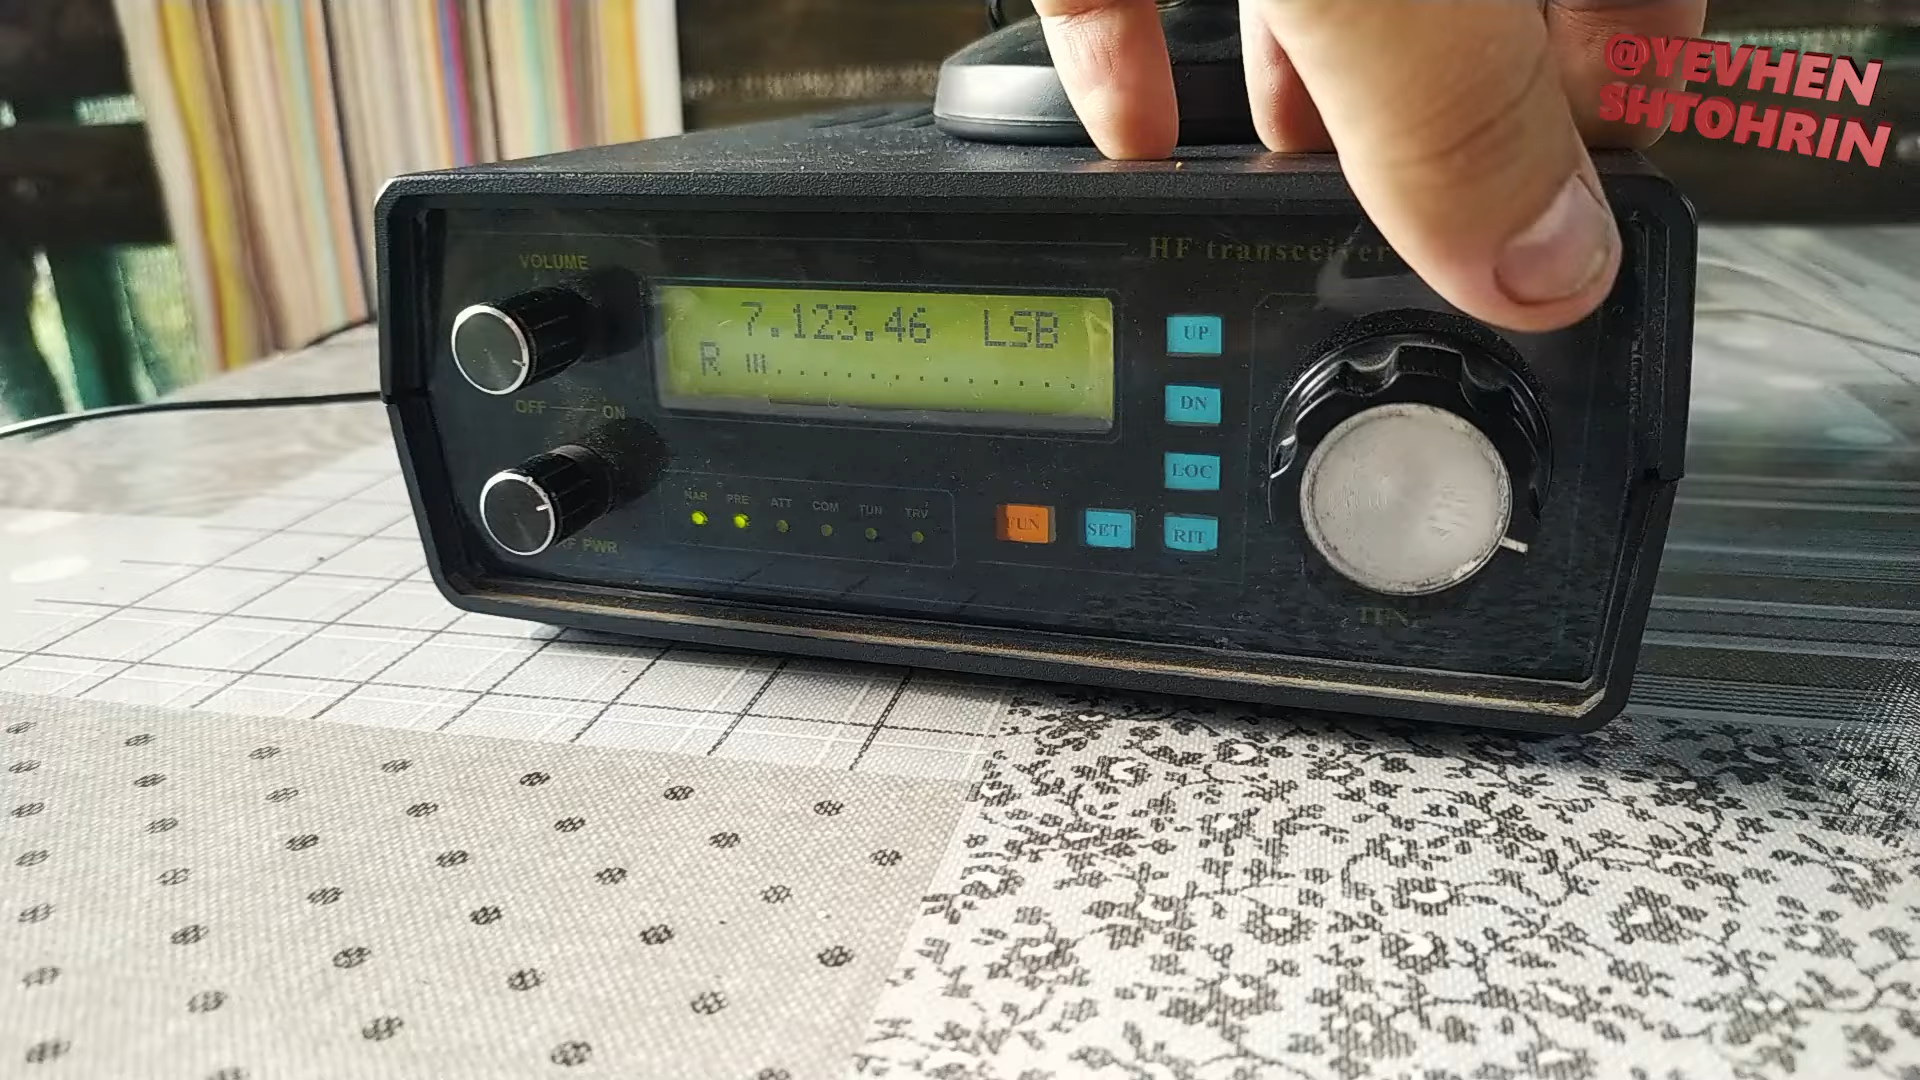 @YEVHEN
SHTOHRIN
HF transceiver
VOLUME
7.123.46 LSB
R
UP
DN
LOC
OFF ON
NAR PRE ATT COM TUN TRV
FUN SET RIT
RF PWR